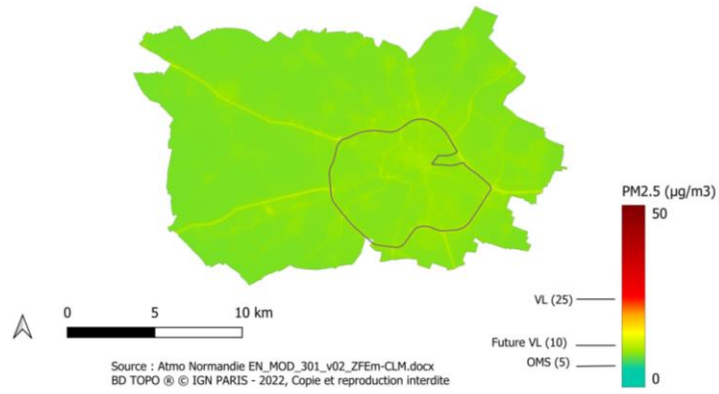 PM2.5 (µg/m3)
50
VL (25)
Future VL (10)
OMS (5)
0
0 5 10 km
Source : Atmo Normandie EN_MOD_301_v02_ZFEm-CLM.docx
BD TOPO ® © IGN PARIS - 2022, Copie et reproduction interdite